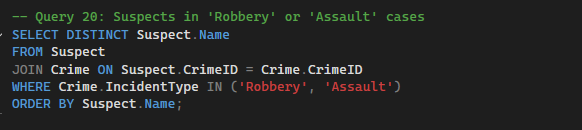 -- Query 20: Suspects in 'Robbery' or 'Assault' cases
SELECT DISTINCT Suspect.Name
FROM Suspect
JOIN Crime ON Suspect.CrimeID = Crime.CrimeID
WHERE Crime.IncidentType IN ('Robbery', 'Assault')
ORDER BY Suspect.Name;